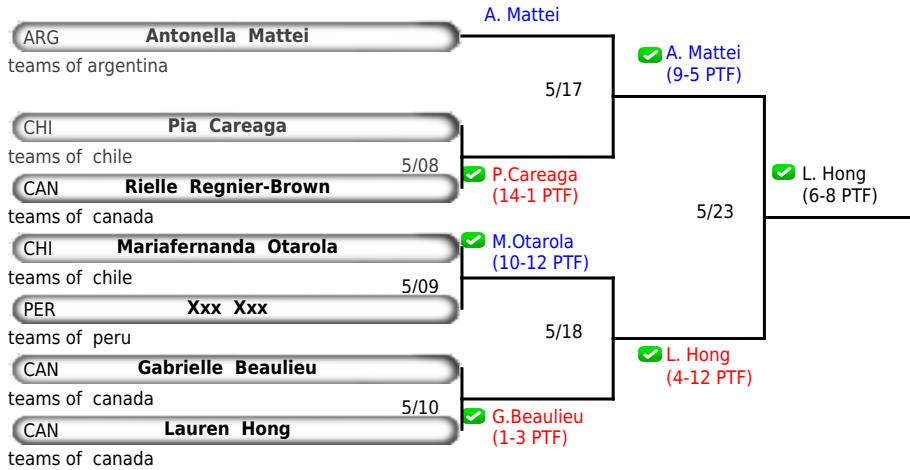 A. Mattei
ARG Antonella Mattei
teams of argentina
A. Mattei
(9-5 PTF)
5/17
CHI Pia Careaga
teams of chile
5/08
P.Careaga
(14-1 PTF)
CAN Rielle Regnier-Brown
teams of canada
L. Hong
(6-8 PTF)
5/23
CHI Mariafernanda Otarola
teams of chile
M.Otarola
(10-12 PTF)
5/09
PER Xxx Xxx
teams of peru
5/18
CAN Gabrielle Beaulieu
teams of canada
L. Hong
(4-12 PTF)
5/10
G.Beaulieu
(1-3 PTF)
CAN Lauren Hong
teams of canada